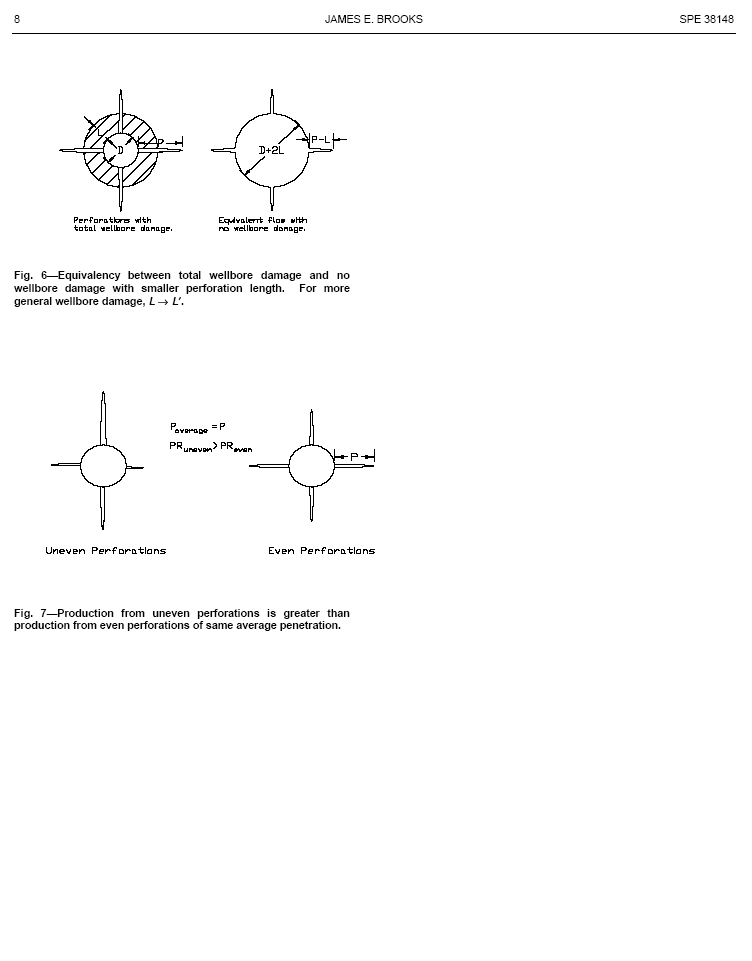 8 JAMES E. BROOKS SPE 38148
L
P
D
P-L
D+2L
Perforations with
total wellbore damage.
Equivalent flow with
no wellbore damage.
Fig. 6—Equivalency between total wellbore damage and no
wellbore damage with smaller perforation length. For more
general wellbore damage, L → L′.
Paverage = P
PRuneven > PReven
P
Uneven Perforations
Even Perforations
Fig. 7—Production from uneven perforations is greater than
production from even perforations of same average penetration.